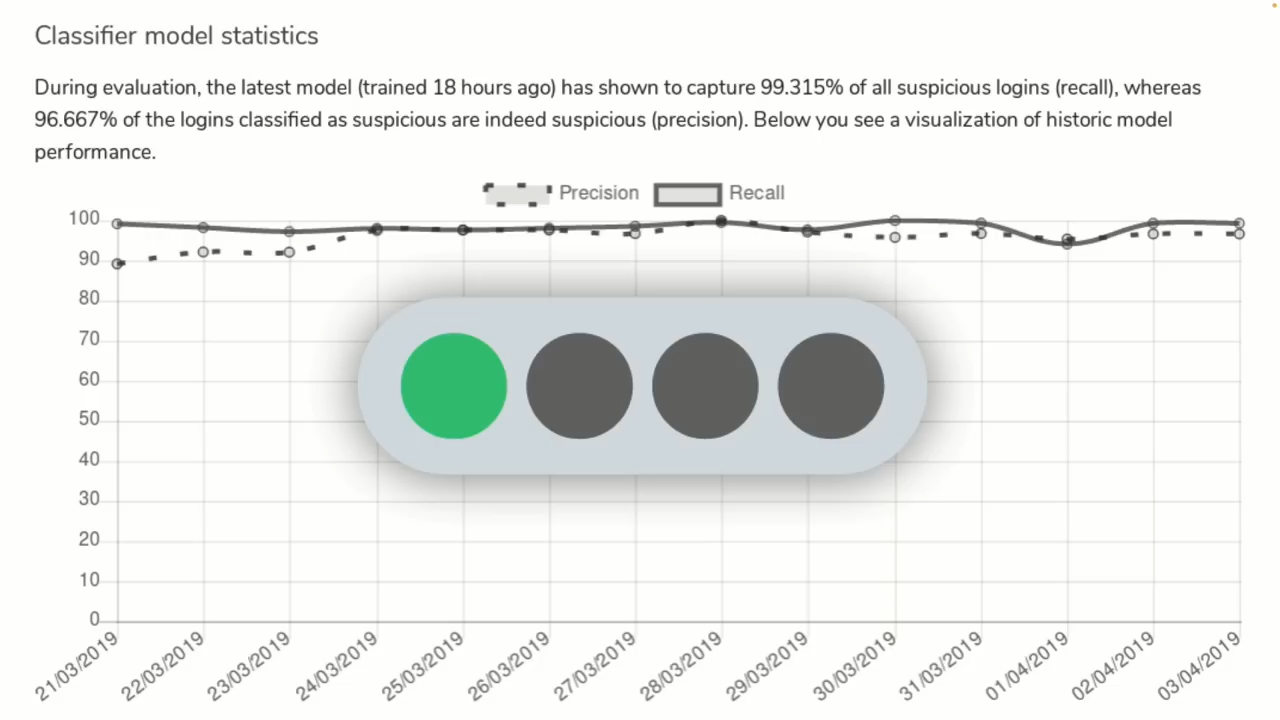 Classifier model statistics
During evaluation, the latest model (trained 18 hours ago) has shown to capture 99.315% of all suspicious logins (recall), whereas
96.667% of the logins classified as suspicious are indeed suspicious (precision). Below you see a visualization of historic model
performance.
Precision Recall
100
90
80
70
60
50
40
30
20
10
0
21/03/2019 22/03/2019 23/03/2019 24/03/2019 25/03/2019 26/03/2019 27/03/2019 28/03/2019 29/03/2019 30/03/2019 31/03/2019 01/04/2019 02/04/2019 03/04/2019